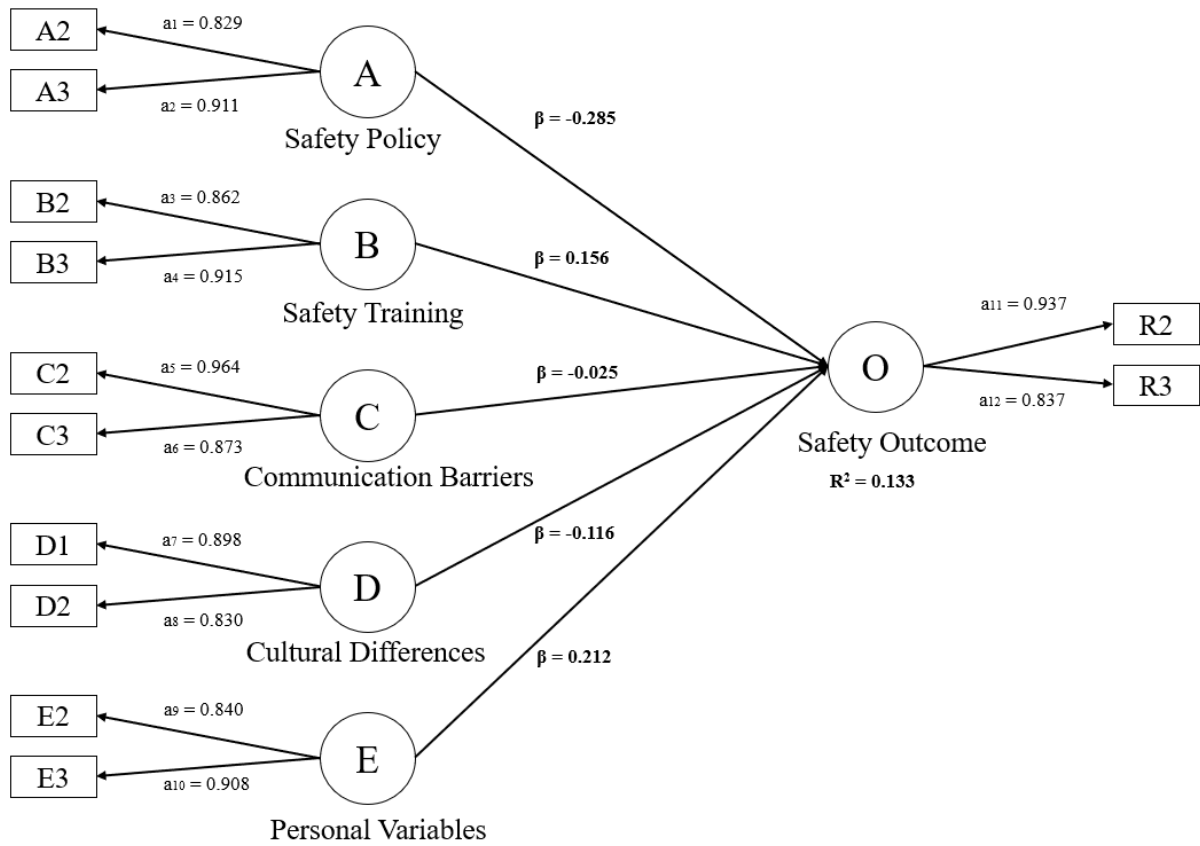 A2
a1 = 0.829
A3
a2 = 0.911
A
Safety Policy
β = -0.285
B2
a3 = 0.862
B3
a4 = 0.915
B
Safety Training
β = 0.156
C2
a5 = 0.964
C3
a6 = 0.873
C
Communication Barriers
β = -0.025
D1
a7 = 0.898
D2
a8 = 0.830
D
Cultural Differences
β = -0.116
E2
a9 = 0.840
E3
a10 = 0.908
E
Personal Variables
β = 0.212
O
Safety Outcome
R² = 0.133
a11 = 0.937
R2
a12 = 0.837
R3